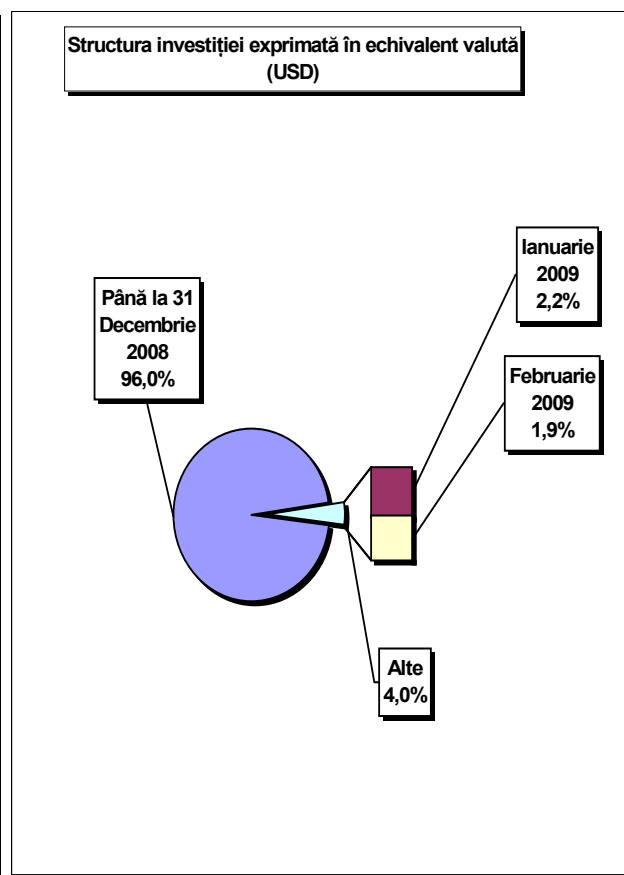 Structura investiției exprimată în echivalent valută
(USD)
Ianuarie
2009
2,2%
Până la 31
Decembrie
2008
96,0%
Februarie
2009
1,9%
Alte
4,0%